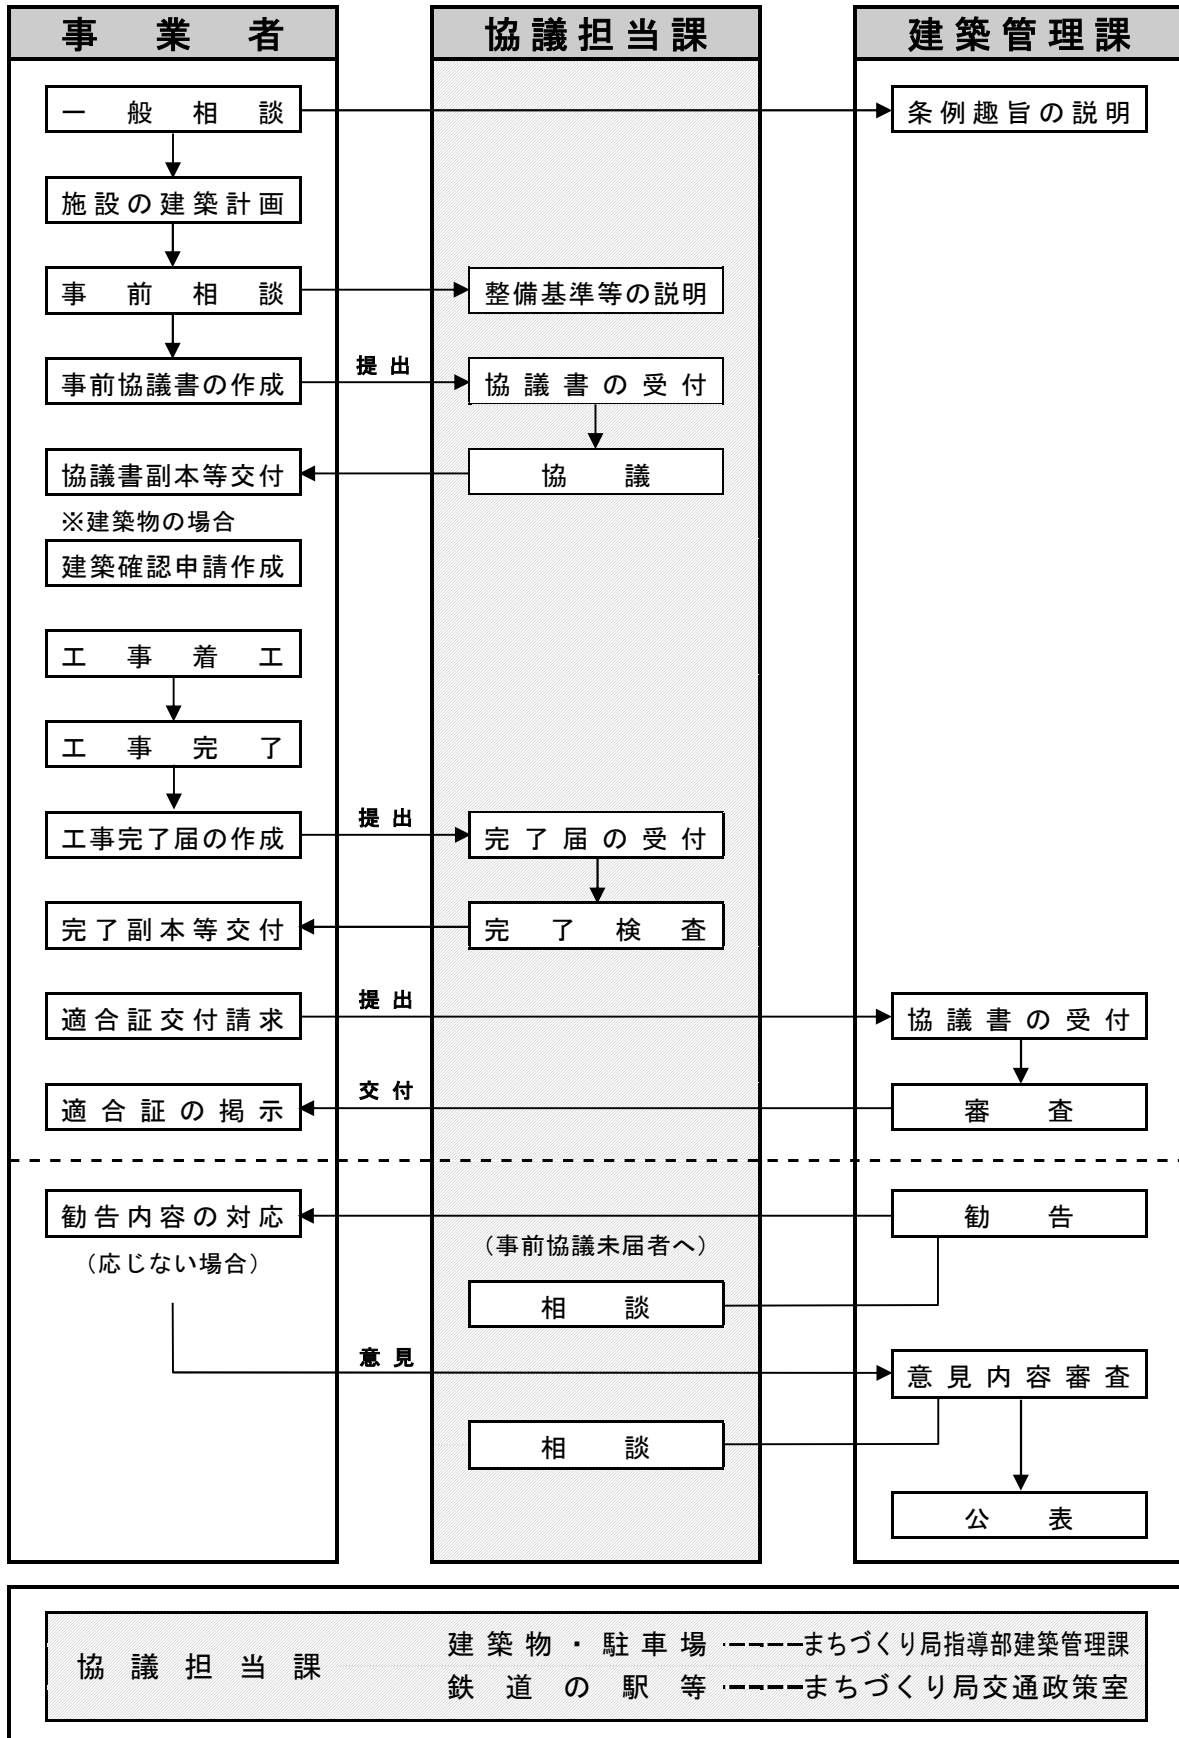 事業者 協議担当課 建築管理課
一般相談 条例趣旨の説明
施設の建築計画
事前相談 整備基準等の説明
提出
事前協議書の作成 協議書の受付
協議書副本等交付 協議
※建築物の場合
建築確認申請作成
工事着工
工事完了
提出
工事完了届の作成 完了届の受付
完了副本等交付 完了検査
提出
適合証交付請求 協議書の受付
交付
適合証の掲示 審査
勧告内容の対応 勧告
（事前協議未届者へ）
（応じない場合）
相談
意見
意見内容審査
相談
公表
建築物・駐車場 まちづくり局指導部建築管理課
協議担当課
鉄道の駅等 まちづくり局交通政策室